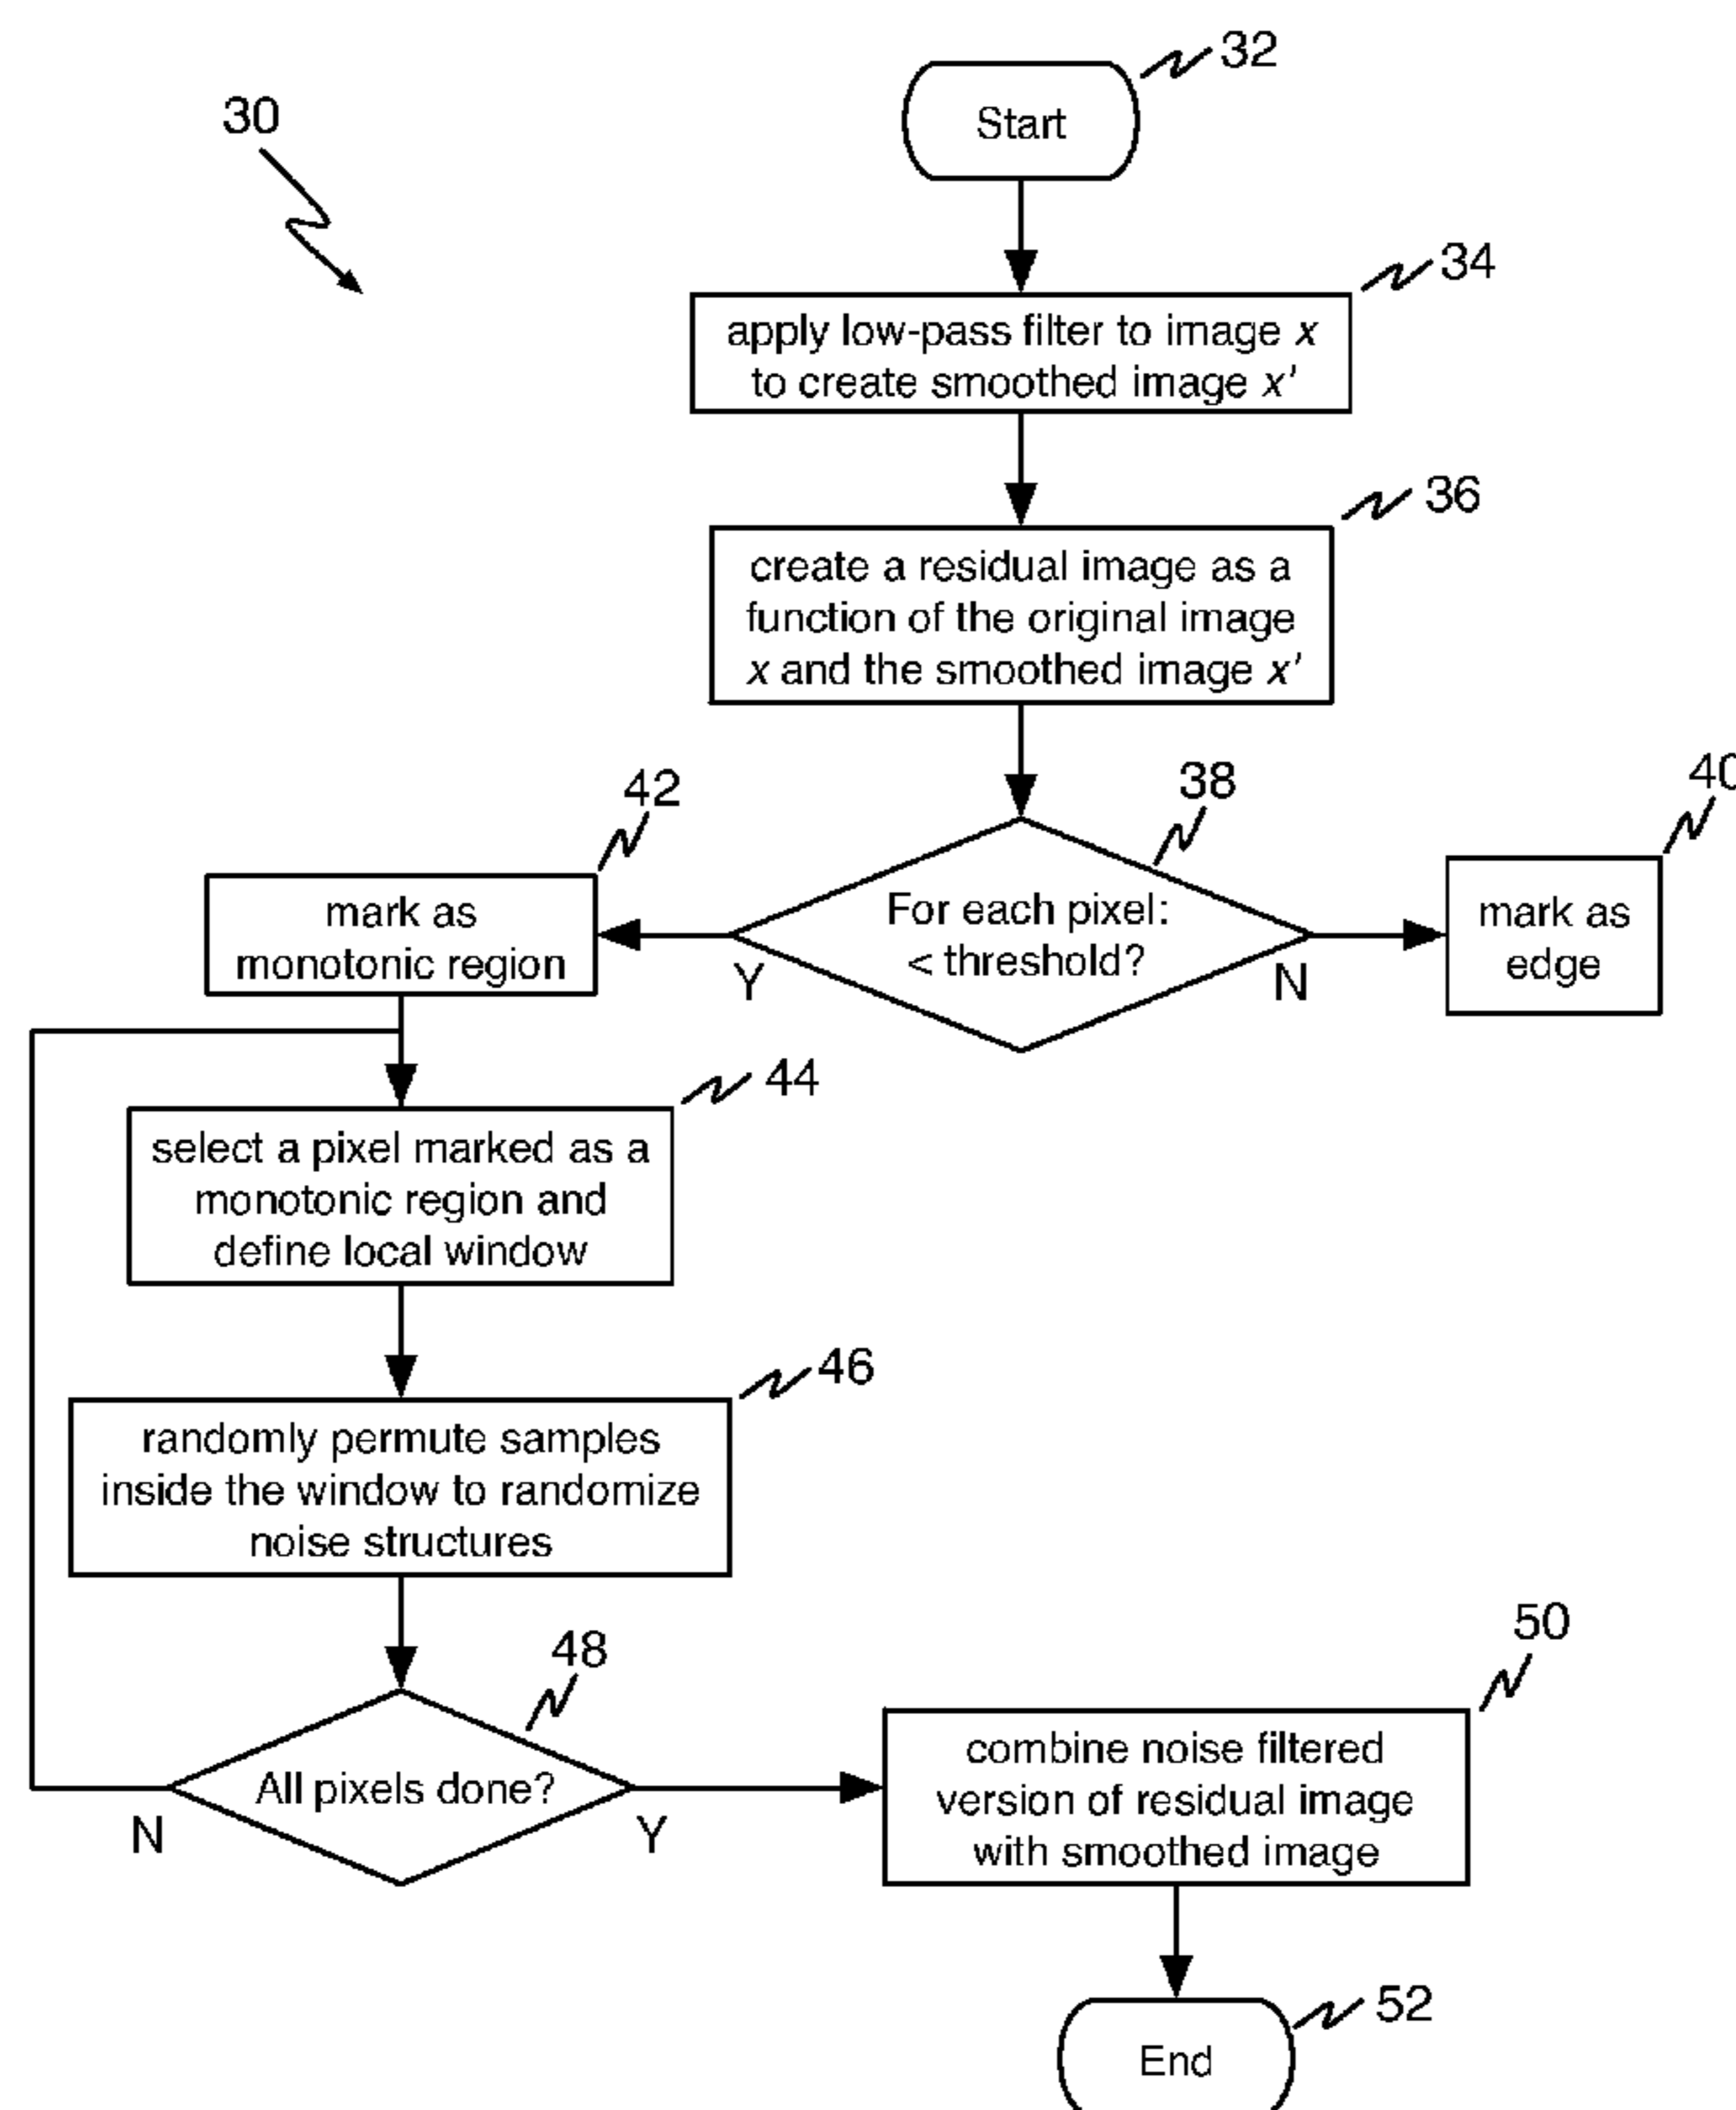 30
32
Start
34
apply low-pass filter to image x
to create smoothed image x'
36
create a residual image as a
function of the original image
x and the smoothed image x'
38
For each pixel:
< threshold?
Y
N
40
mark as
edge
42
mark as
monotonic region
44
select a pixel marked as a
monotonic region and
define local window
46
randomly permute samples
inside the window to randomize
noise structures
48
All pixels done?
N
Y
50
combine noise filtered
version of residual image
with smoothed image
52
End